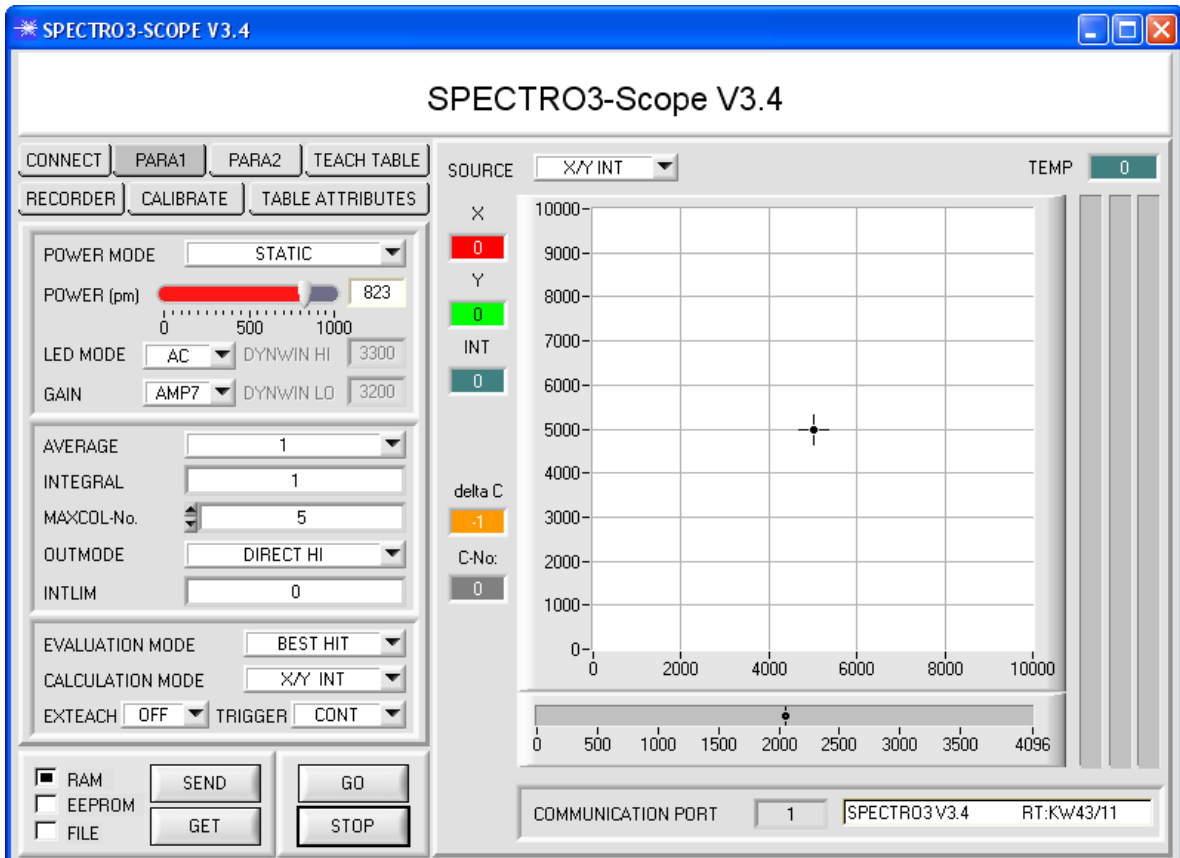 SPECTRO3-SCOPE V3.4
SPECTRO3-Scope V3.4
CONNECT PARA1 PARA2 TEACH TABLE
RECORDER CALIBRATE TABLE ATTRIBUTES
POWER MODE STATIC
POWER (pm) 823
0 500 1000
LED MODE AC DYNWIN HI 3300
GAIN AMP7 DYNWIN LO 3200
AVERAGE 1
INTEGRAL 1
MAXCOL-No. 5
OUTMODE DIRECT HI
INTLIM 0
EVALUATION MODE BEST HIT
CALCULATION MODE X/Y INT
EXTEACH OFF TRIGGER CONT
RAM
EEPROM
FILE
SEND GO
GET STOP
SOURCE X/Y INT TEMP 0
X
0
Y
0
INT
0
delta C
-1
C-No:
0
10000
9000
8000
7000
6000
5000
4000
3000
2000
1000
0
0 2000 4000 6000 8000 10000
0 500 1000 1500 2000 2500 3000 3500 4096
COMMUNICATION PORT 1 SPECTRO3 V3.4 RT:KW43/11